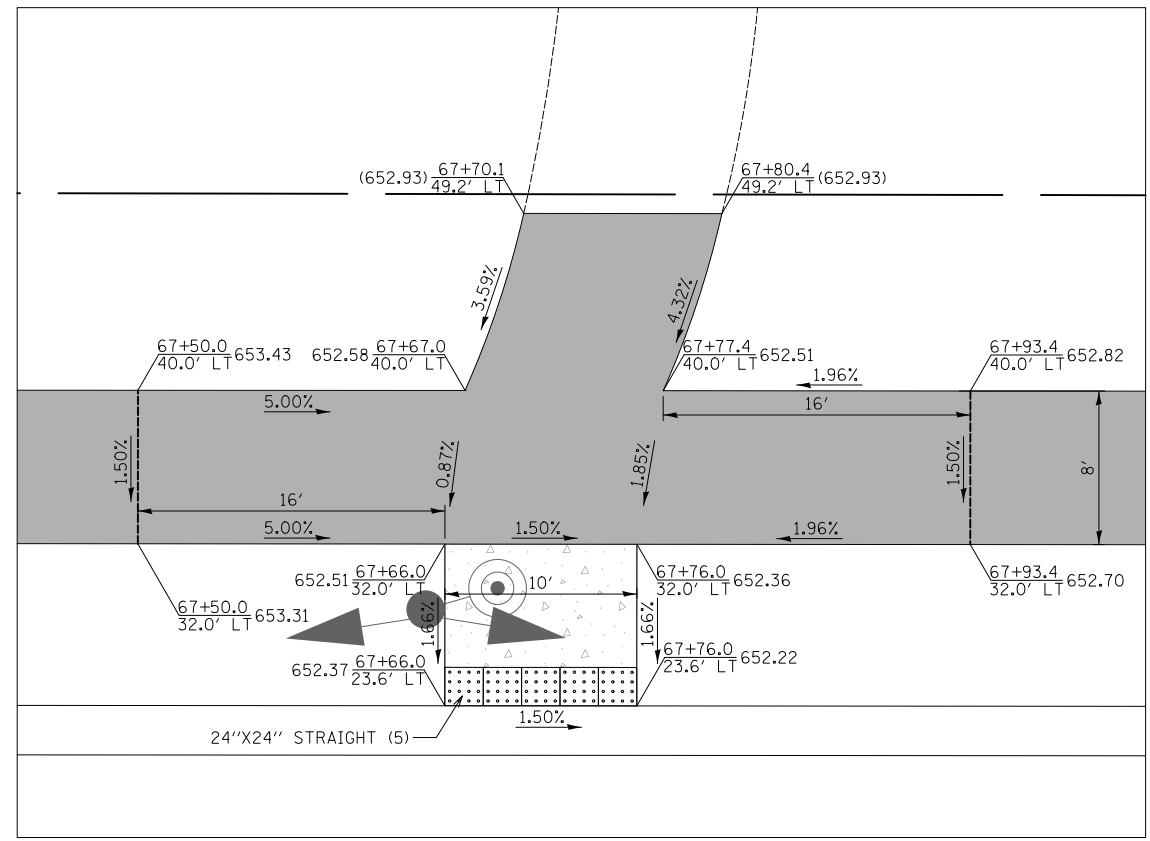 (652.93) 67+70.1
49.2' LT
67+80.4 (652.93)
49.2' LT
3.59%
4.32%
67+50.0 653.43
40.0' LT
652.58 67+67.0
40.0' LT
67+77.4 652.51
40.0' LT
67+93.4 652.82
40.0' LT
5.00%
1.96%
16'
1.50%
0.87%
1.85%
1.50%
8'
16'
5.00%
1.50%
1.96%
652.51 67+66.0
32.0' LT
10'
67+76.0 652.36
32.0' LT
67+93.4 652.70
32.0' LT
67+50.0 653.31
32.0' LT
1.66%
1.66%
652.37 67+66.0
23.6' LT
67+76.0 652.22
23.6' LT
1.50%
24''X24'' STRAIGHT (5)